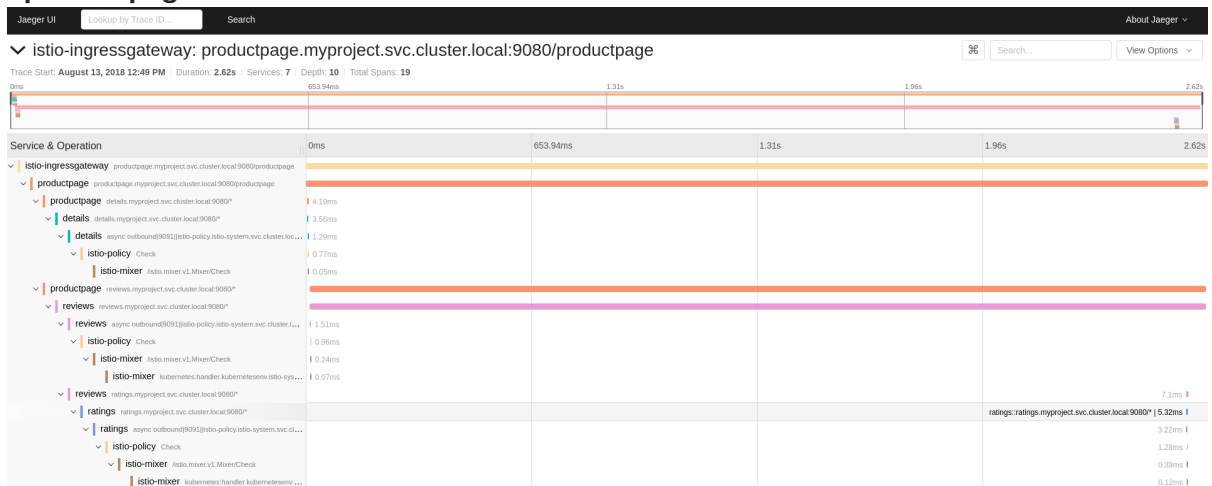 Jaeger UI Lookup by Trace ID... Search About Jaeger
istio-ingressgateway: productpage.myproject.svc.cluster.local:9080/productpage ⌘ Search... View Options
Trace Start: August 13, 2018 12:49 PM | Duration: 2.62s | Services: 7 | Depth: 10 | Total Spans: 19
0ms 653.94ms 1.31s 1.96s 2.62s
Service & Operation 0ms 653.94ms 1.31s 1.96s 2.62s
istio-ingressgateway productpage.myproject.svc.cluster.local:9080/productpage
productpage productpage.myproject.svc.cluster.local:9080/productpage
productpage details.myproject.svc.cluster.local:9080/* 4.19ms
details details.myproject.svc.cluster.local:9080/* 3.56ms
details async outbound|9091||istio-policy.istio-system.svc.cluster.loc... 1.29ms
istio-policy Check 0.77ms
istio-mixer /istio.mixer.v1.Mixer/Check 0.05ms
productpage reviews.myproject.svc.cluster.local:9080/*
reviews reviews.myproject.svc.cluster.local:9080/*
reviews async outbound|9091||istio-policy.istio-system.svc.cluster.l... 1.51ms
istio-policy Check 0.96ms
istio-mixer /istio.mixer.v1.Mixer/Check 0.24ms
istio-mixer kubernetes:handler.kubernetesenv.istio-sys... 0.07ms
reviews ratings.myproject.svc.cluster.local:9080/* 7.1ms
ratings ratings.myproject.svc.cluster.local:9080/* ratings::ratings.myproject.svc.cluster.local:9080/* | 5.32ms
ratings async outbound|9091||istio-policy.istio-system.svc.cl... 3.22ms
istio-policy Check 1.28ms
istio-mixer /istio.mixer.v1.Mixer/Check 0.39ms
istio-mixer kubernetes:handler.kubernetesenv.... 0.12ms